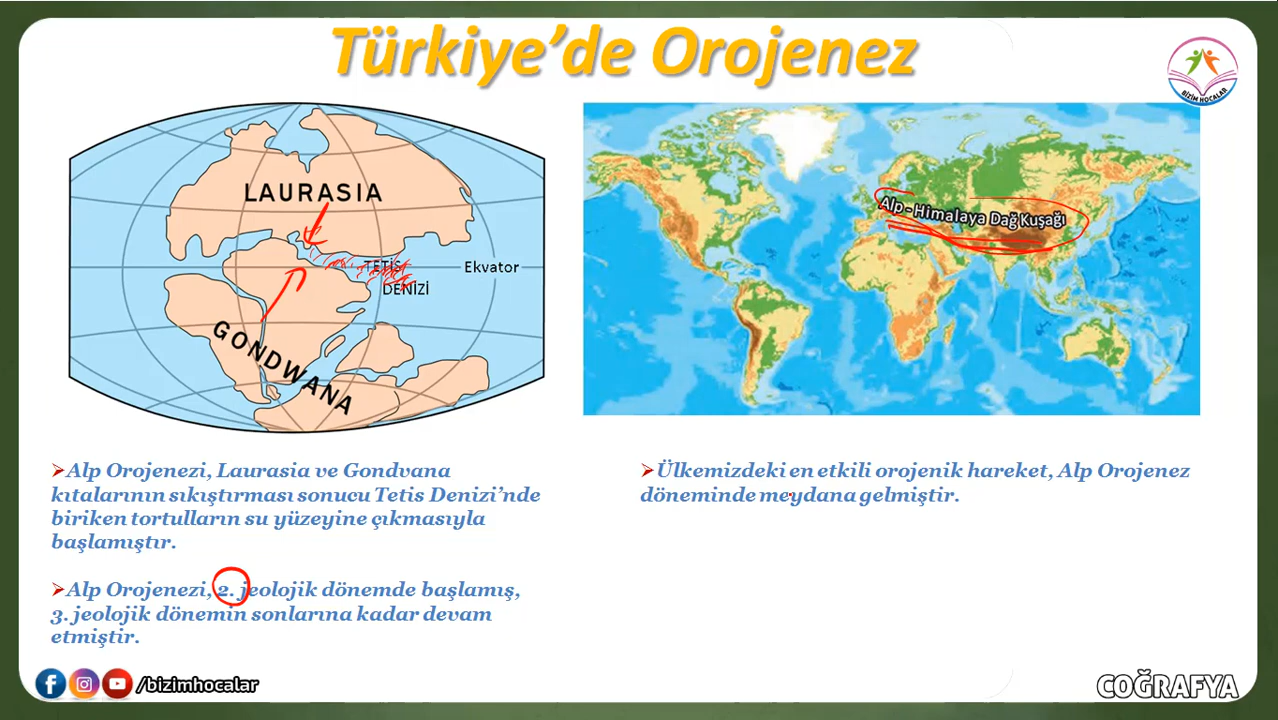 Türkiye'de Orojenez
BİZİM HOCALAR
LAURASIA
TETİS
DENİZİ
Ekvator
GONDWANA
Alp - Himalaya Dağ Kuşağı
➢Alp Orojenezi, Laurasia ve Gondvana
kıtalarının sıkıştırması sonucu Tetis Denizi'nde
biriken tortulların su yüzeyine çıkmasıyla
başlamıştır.
➢Alp Orojenezi, 2. jeolojik dönemde başlamış,
3. jeolojik dönemin sonlarına kadar devam
etmiştir.
➢Ülkemizdeki en etkili orojenik hareket, Alp Orojenez
döneminde meydana gelmiştir.
/bizimhocalar
COĞRAFYA